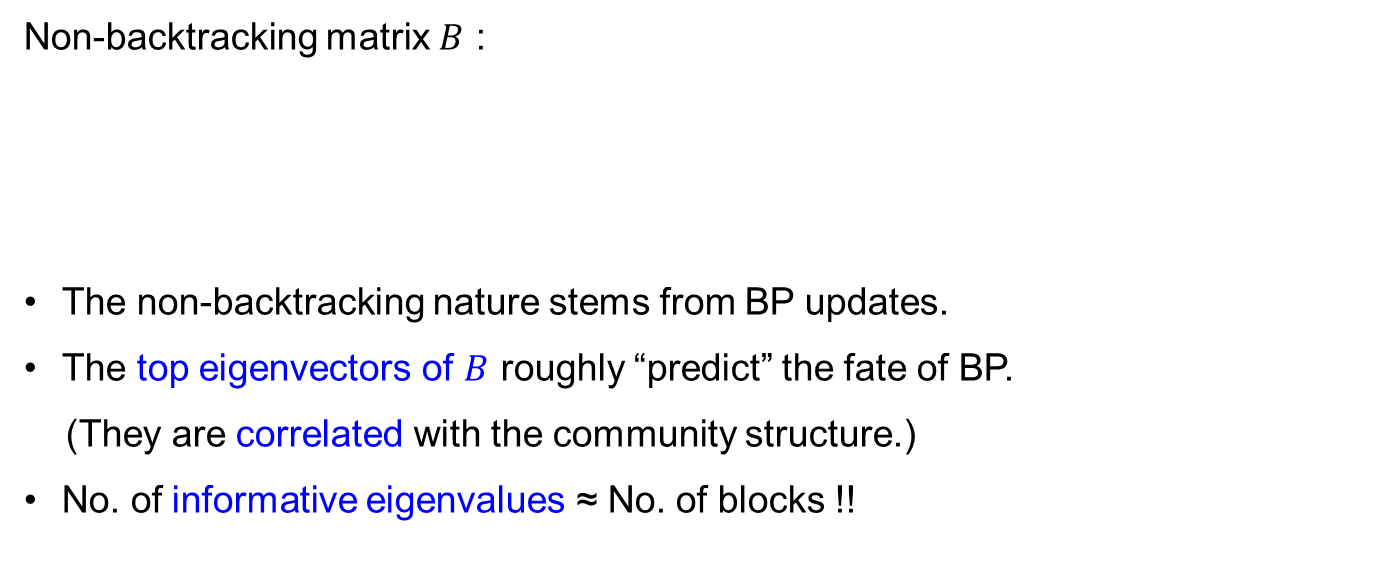 Non-backtracking matrix B :
• The non-backtracking nature stems from BP updates.
• The top eigenvectors of B roughly “predict” the fate of BP.
(They are correlated with the community structure.)
• No. of informative eigenvalues ≈ No. of blocks !!